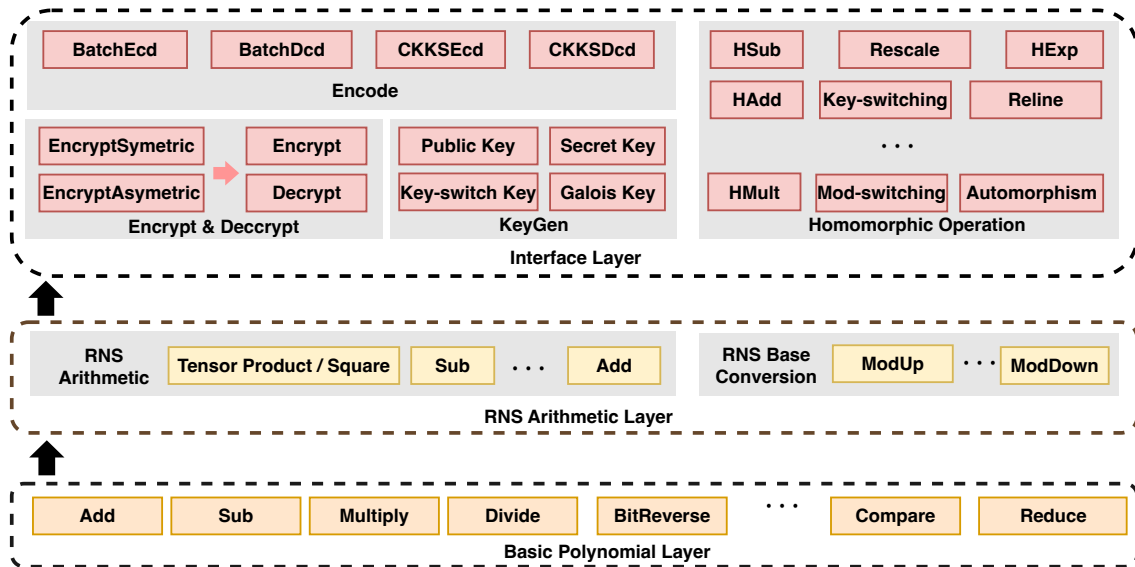 BatchEcd
BatchDcd
CKKSEcd
CKKSDcd
Encode
EncryptSymetric
Encrypt
EncryptAsymetric
Decrypt
Encrypt & Deccrypt
Public Key
Secret Key
Key-switch Key
Galois Key
KeyGen
HSub
Rescale
HExp
HAdd
Key-switching
Reline
. . .
HMult
Mod-switching
Automorphism
Homomorphic Operation
Interface Layer
RNS
Arithmetic
Tensor Product / Square
Sub
. . .
Add
RNS Base
Conversion
ModUp
. . .
ModDown
RNS Arithmetic Layer
Add
Sub
Multiply
Divide
BitReverse
. . .
Compare
Reduce
Basic Polynomial Layer